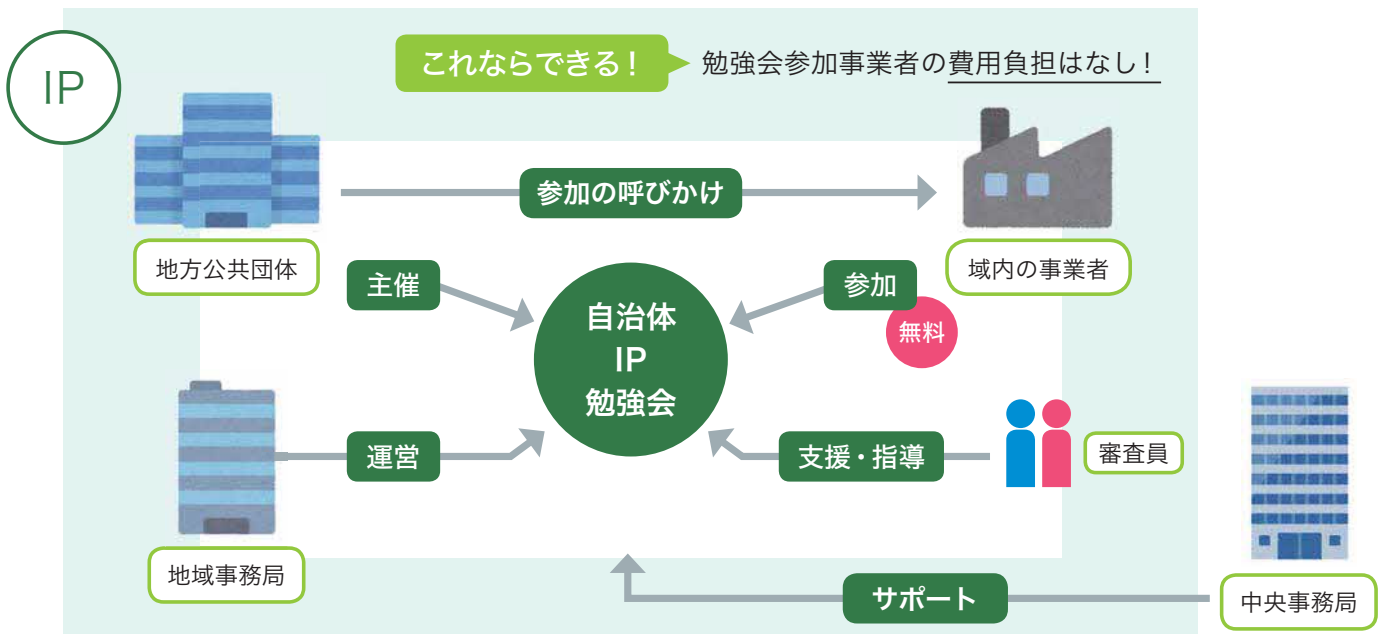 IP
これならできる！
勉強会参加事業者の費用負担はなし！
参加の呼びかけ
地方公共団体
域内の事業者
主催
参加
無料
自治体
IP
勉強会
運営
支援・指導
審査員
地域事務局
サポート
中央事務局